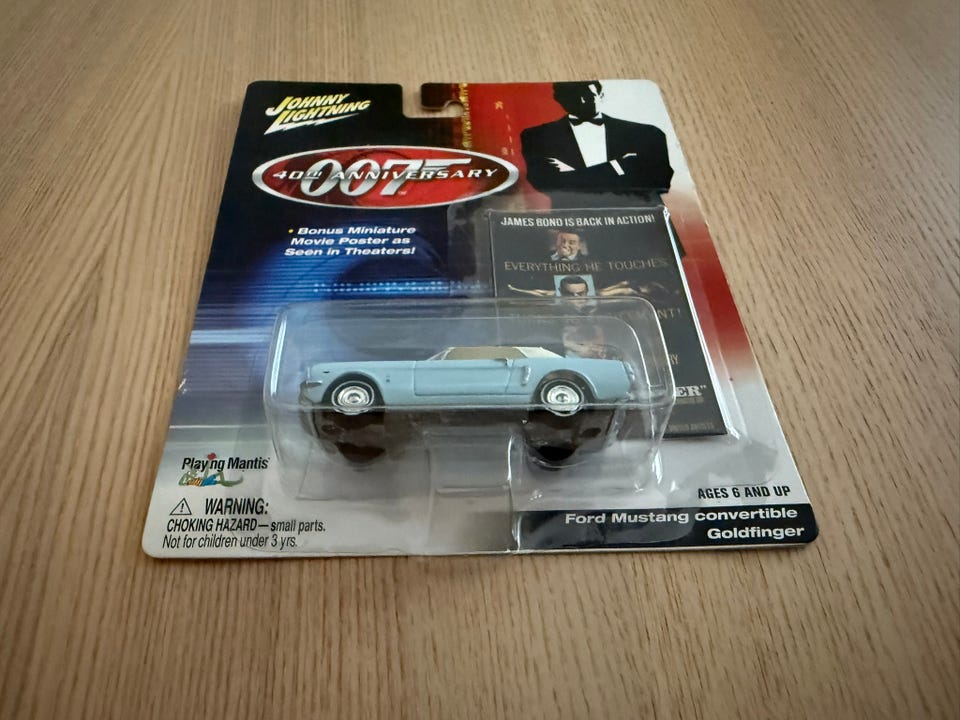 JOHNNY
LIGHTNING
007
40TH ANNIVERSARY
• Bonus Miniature
Movie Poster as
Seen in Theaters!
JAMES BOND IS BACK IN ACTION!
EVERYTHING HE TOUCHES
Playing Mantis
WARNING:
CHOKING HAZARD — small parts.
Not for children under 3 yrs.
AGES 6 AND UP
Ford Mustang convertible
Goldfinger